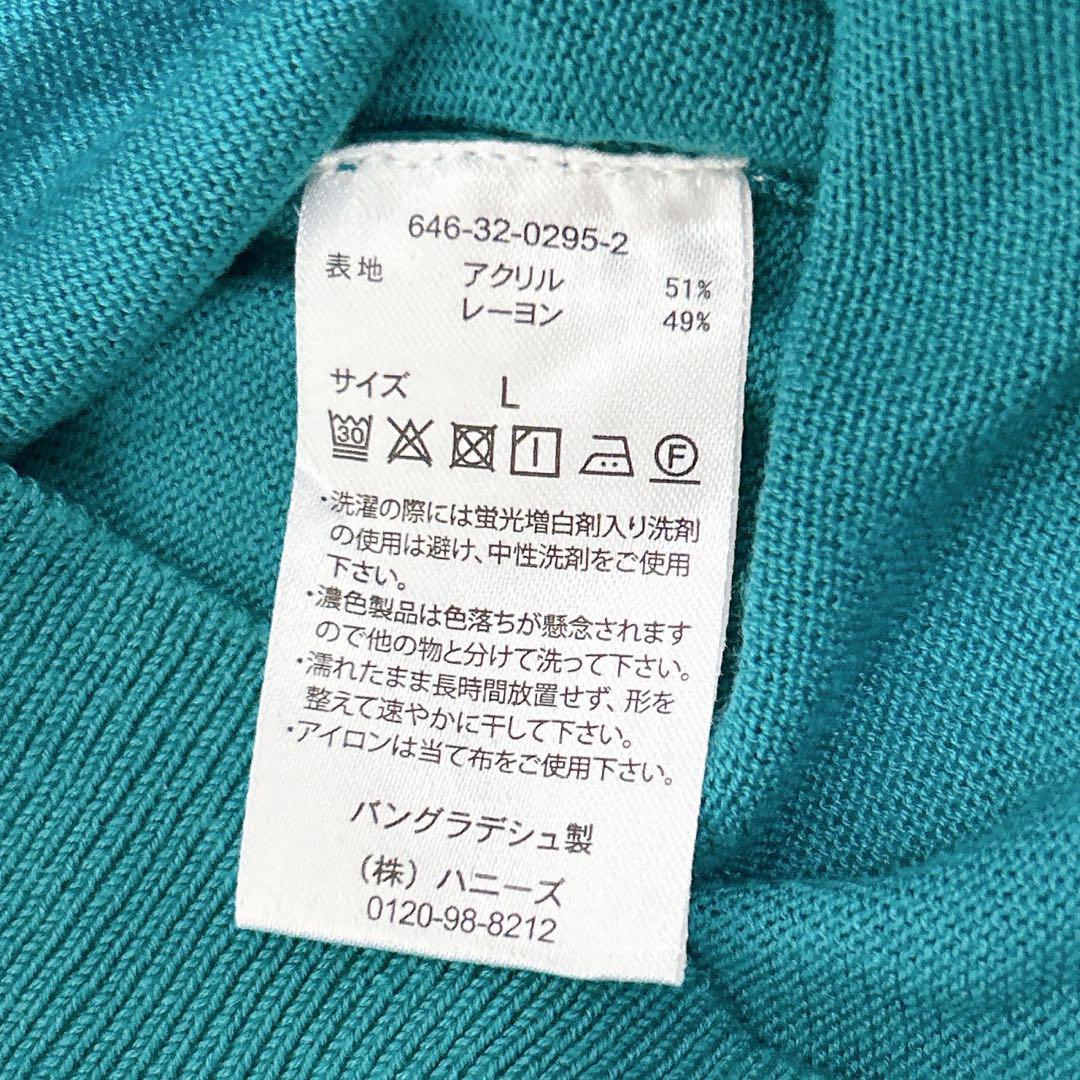 646-32-0295-2
表地 アクリル 51%
レーヨン 49%
サイズ L
30 F
・洗濯の際には蛍光増白剤入り洗剤
の使用は避け、中性洗剤をご使用
下さい。
・濃色製品は色落ちが懸念されます
ので他の物と分けて洗って下さい。
・濡れたまま長時間放置せず、形を
整えて速やかに干して下さい。
・アイロンは当て布をご使用下さい。
バングラデシュ製
（株）ハニーズ
0120-98-8212